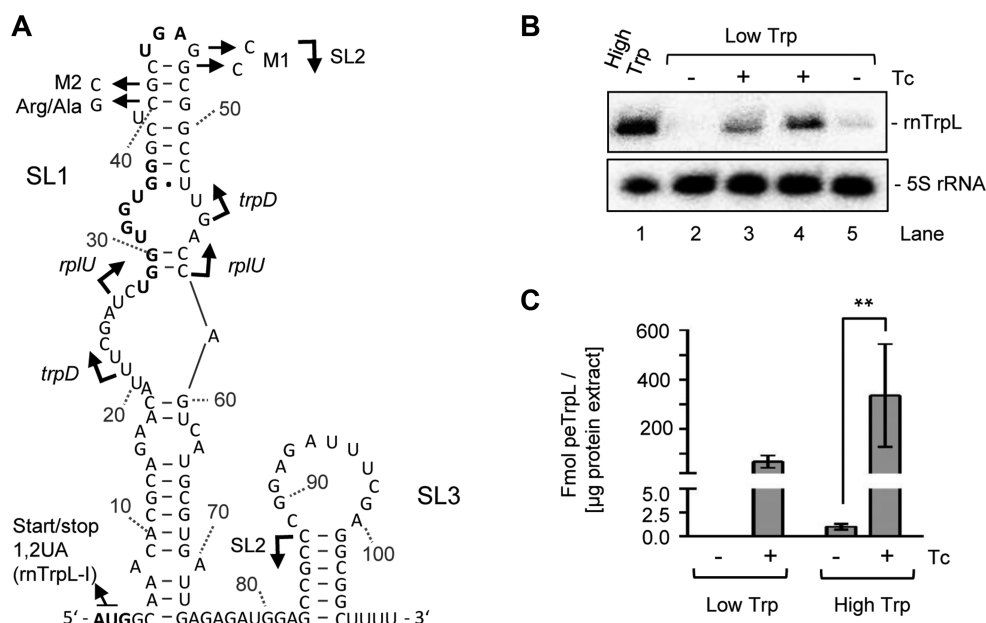 A
G A
U G C
C G C M1 SL2
M2 C C C
Arg/Ala G C G
U
C G 50
40 G C
SL1 G C
G U
U U trpD
G G
G A
30 U
G C
rplU G C rplU
U
C
U
A
G A
C
U
trpD U
U
20 A G 60
C U
A C
A A
G U
A G
C C
G G
10 C U 70
A G
C A
Start/stop
1,2UA
(rnTrpL-I)
A U
A U
5' - AUGGC GAGAGAUGGAG CUUUU - 3'
80
SL2
C G
C G
C C
G G
C G
G A U U
A U
G C
G 90 G
C A
100
SL3
B
High
Trp
Low Trp
- + + - Tc
- rnTrpL
- 5S rRNA
1 2 3 4 5 Lane
C
**
Fmol peTrpL /
[µg protein extract]
600
400
200
5.0
2.5
0.0
- + - + Tc
Low Trp High Trp